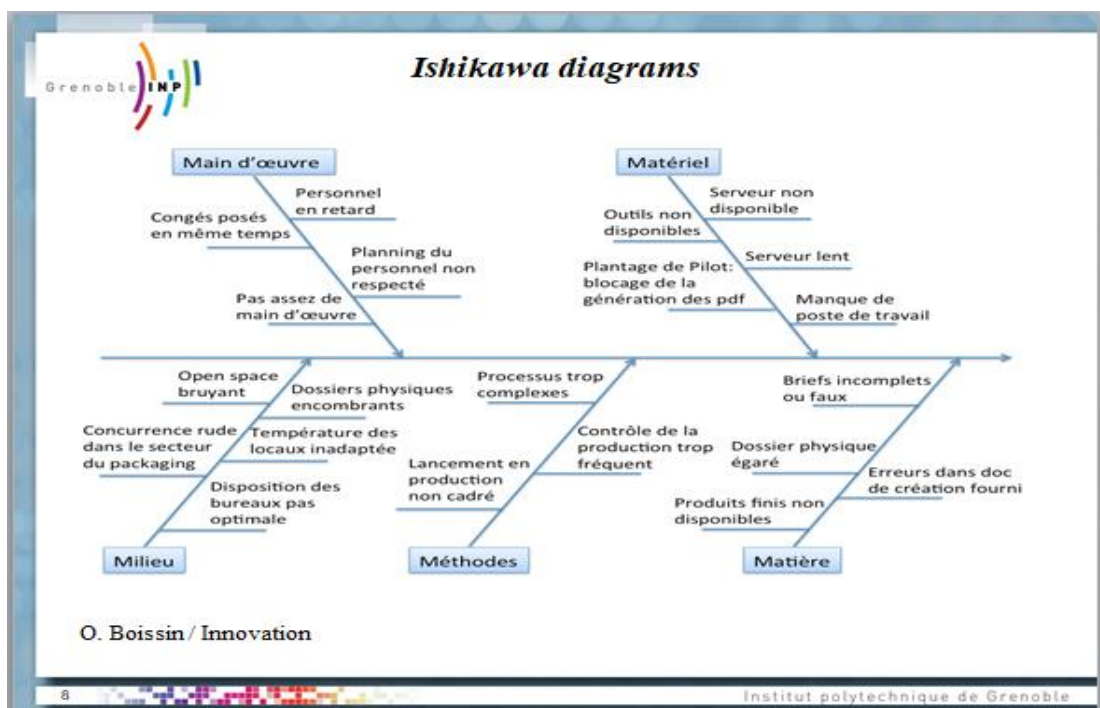 Grenoble INP
Ishikawa diagrams
Main d'œuvre
Matériel
Personnel
en retard
Congés posés
en même temps
Planning du
personnel non
respecté
Pas assez de
main d'œuvre
Serveur non
disponible
Outils non
disponibles
Serveur lent
Plantage de Pilot:
blocage de la
génération des pdf
Manque de
poste de travail
Open space
bruyant
Dossiers physiques
encombrants
Concurrence rude
dans le secteur
du packaging
Température des
locaux inadaptée
Disposition des
bureaux pas
optimale
Processus trop
complexes
Contrôle de la
production trop
fréquent
Lancement en
production
non cadré
Briefs incomplets
ou faux
Dossier physique
égaré
Erreurs dans doc
de création fourni
Produits finis non
disponibles
Milieu
Méthodes
Matière
O. Boissin / Innovation
8
Institut polytechnique de Grenoble